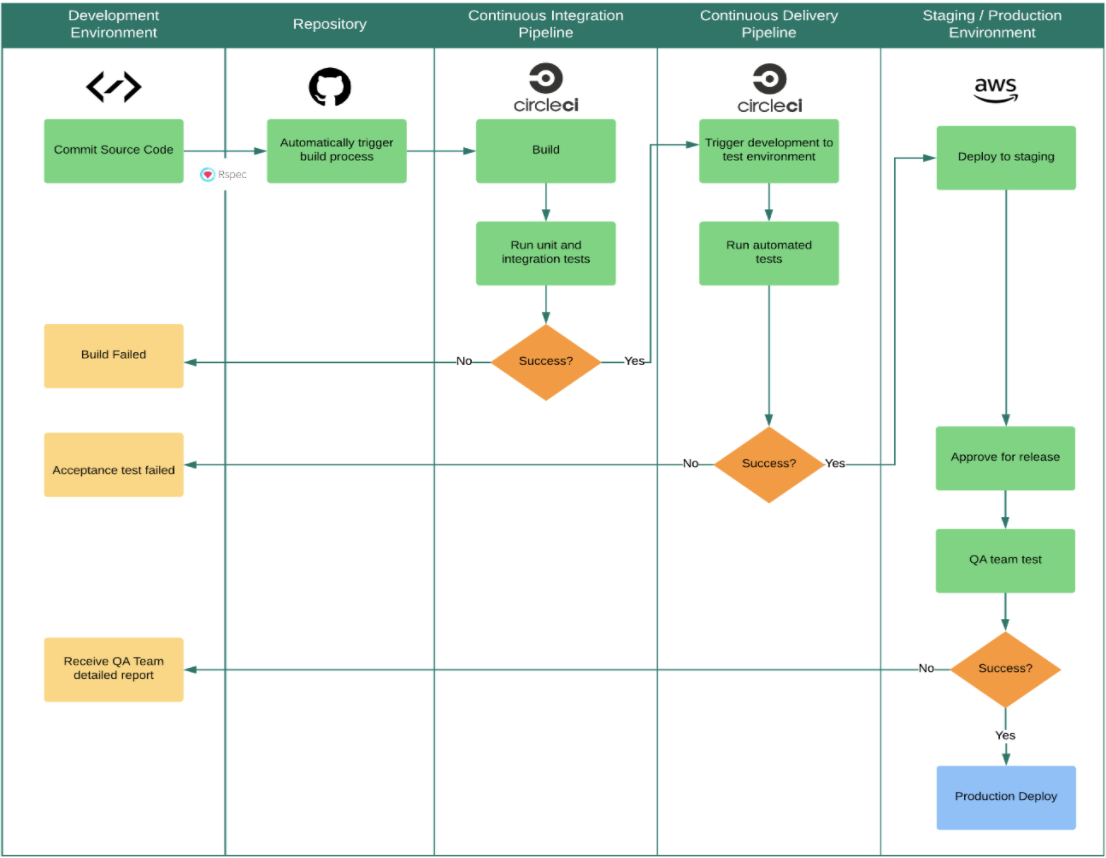 Development
Environment
Repository
Continuous Integration
Pipeline
Continuous Delivery
Pipeline
Staging / Production
Environment
circleci
circleci
aws
Commit Source Code
Rspec
Automatically trigger
build process
Build
Trigger development to
test environment
Deploy to staging
Run unit and
integration tests
Run automated
tests
Build Failed
No
Success?
Yes
Acceptance test failed
No
Success?
Yes
Approve for release
QA team test
Receive QA Team
detailed report
No
Success?
Yes
Production Deploy